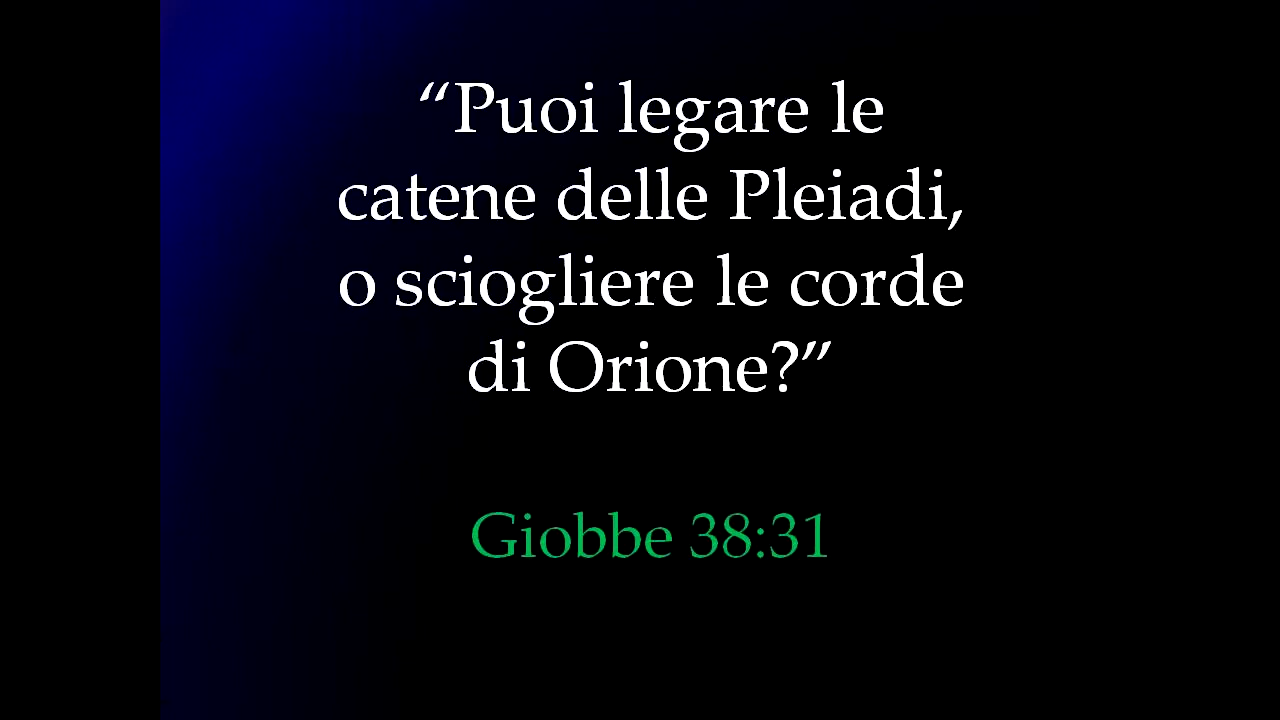 “Puoi legare le
catene delle Pleiadi,
o sciogliere le corde
di Orione?”
Giobbe 38:31